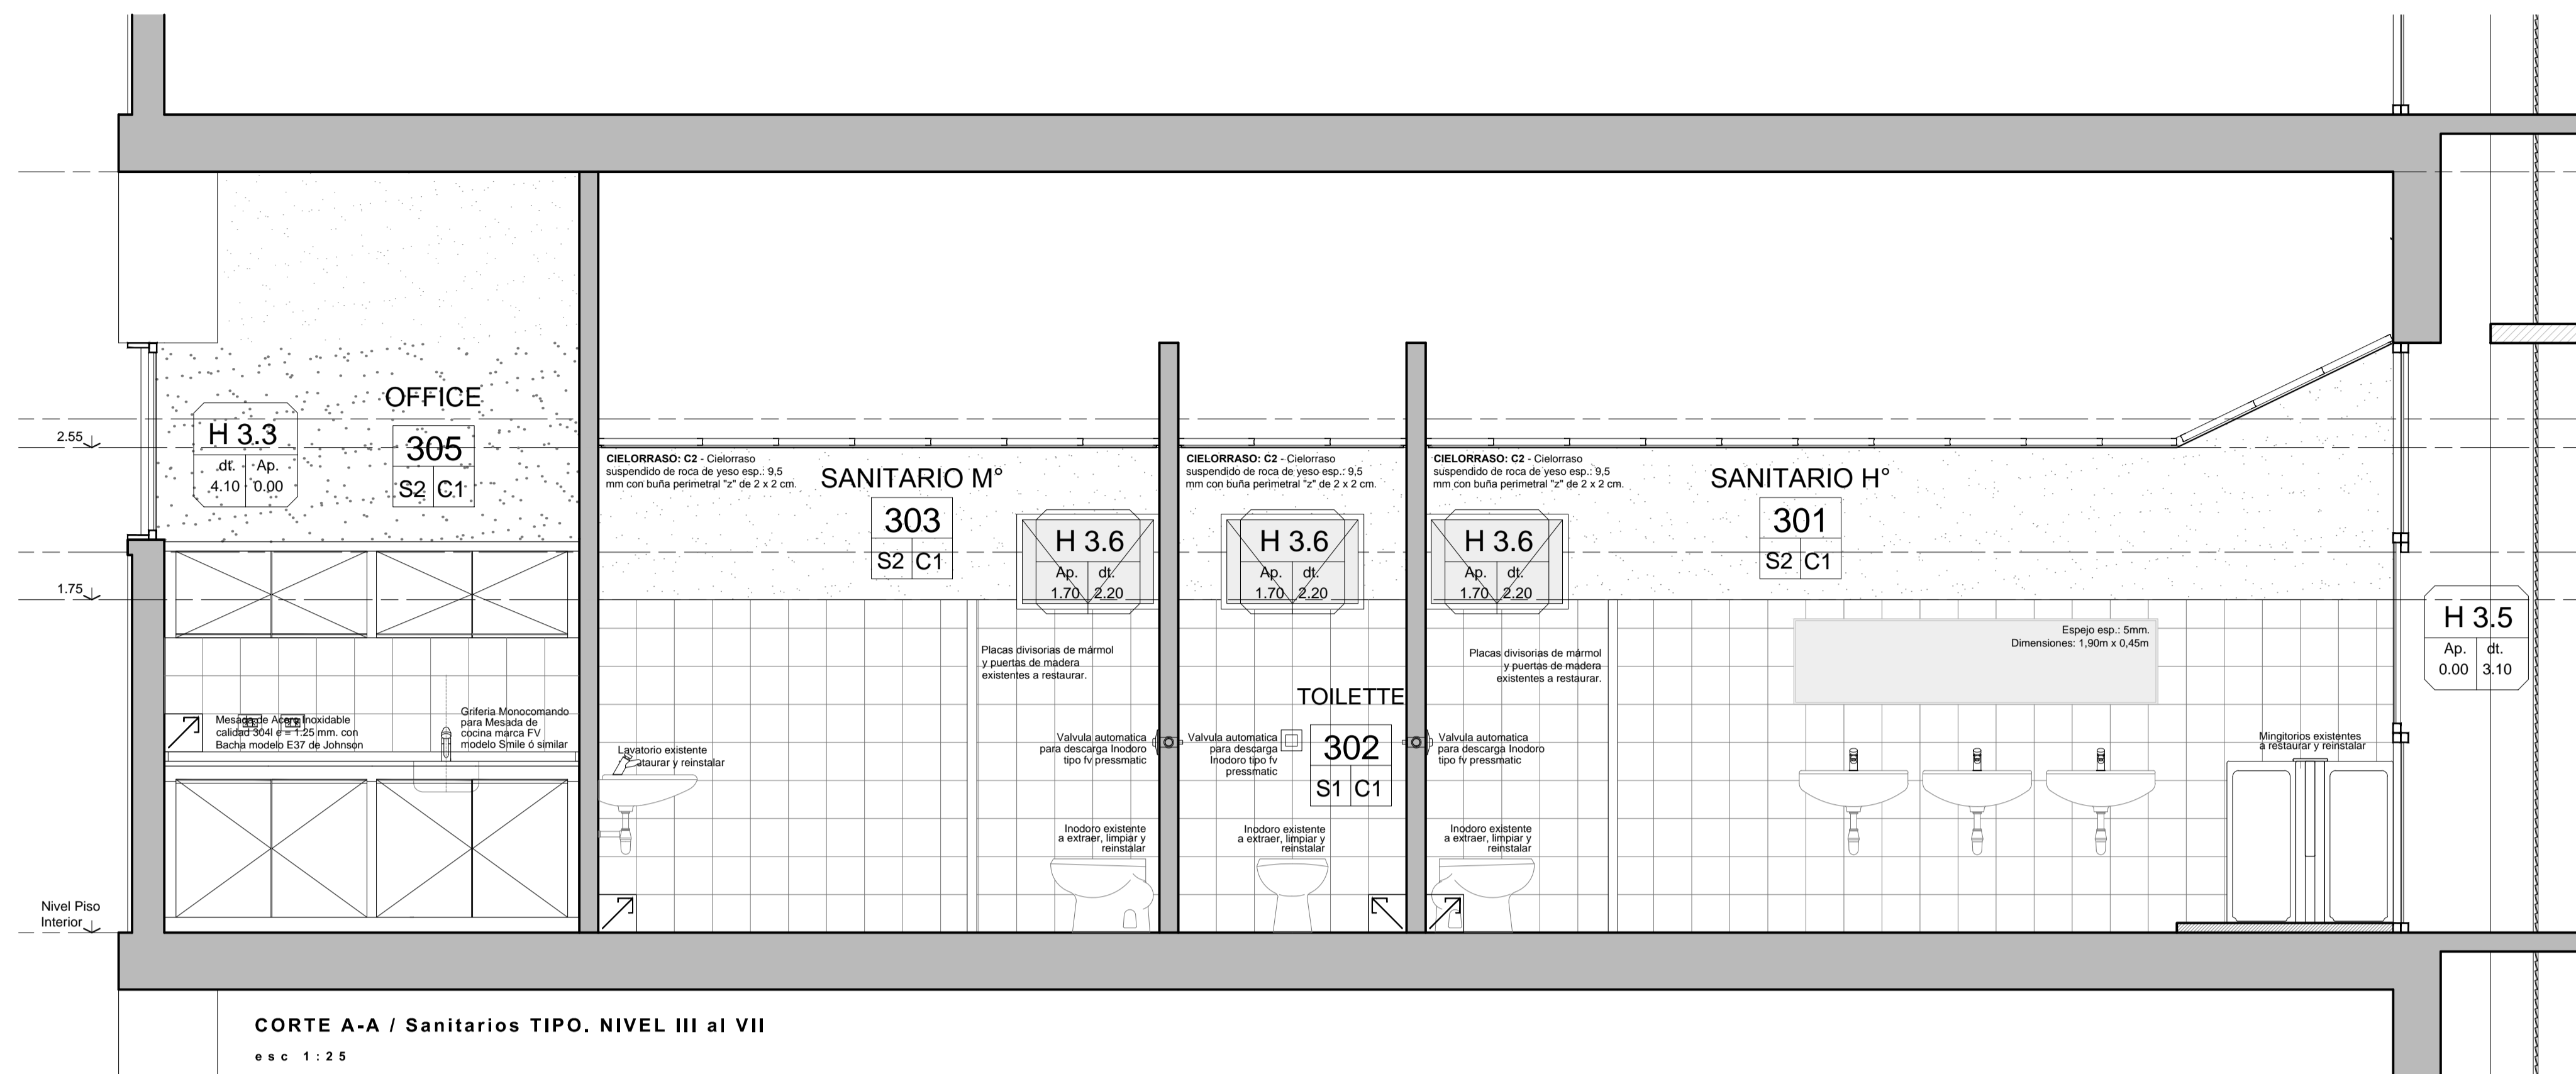 OFFICE
2.55
H 3.3
dt. Ap.
4.10 0.00
305
S2 C1
CIELORRASO: C2 - Cielorraso
suspendido de roca de yeso esp.: 9,5
mm con buña perimetral "z" de 2 x 2 cm.
SANITARIO M°
303
S2 C1
H 3.6
Ap. dt.
1.70 2.20
CIELORRASO: C2 - Cielorraso
suspendido de roca de yeso esp.: 9,5
mm con buña perimetral "z" de 2 x 2 cm.
H 3.6
Ap. dt.
1.70 2.20
CIELORRASO: C2 - Cielorraso
suspendido de roca de yeso esp.: 9,5
mm con buña perimetral "z" de 2 x 2 cm.
H 3.6
Ap. dt.
1.70 2.20
SANITARIO H°
301
S2 C1
1.75
H 3.5
Ap. dt.
0.00 3.10
Espejo esp.: 5mm.
Dimensiones: 1,90m x 0,45m
Placas divisorias de mármol
y puertas de madera
existentes a restaurar.
Placas divisorias de mármol
y puertas de madera
existentes a restaurar.
TOILETTE
302
S1 C1
Mesada de Acero Inoxidable
calidad 304l e = 1.25 mm. con
Bacha modelo E37 de Johnson
Griferia Monocomando
para Mesada de
cocina marca FV
modelo Smile ó similar
Lavatorio existente
taurar y reinstalar
Valvula automatica
para descarga Inodoro
tipo fv pressmatic
Valvula automatica
para descarga
Inodoro tipo fv
pressmatic
Valvula automatica
para descarga Inodoro
tipo fv pressmatic
Mingitorios existentes
a restaurar y reinstalar
Inodoro existente
a extraer, limpiar y
reinstalar
Inodoro existente
a extraer, limpiar y
reinstalar
Inodoro existente
a extraer, limpiar y
reinstalar
Nivel Piso
Interior
CORTE A-A / Sanitarios TIPO. NIVEL III al VII
esc 1:25